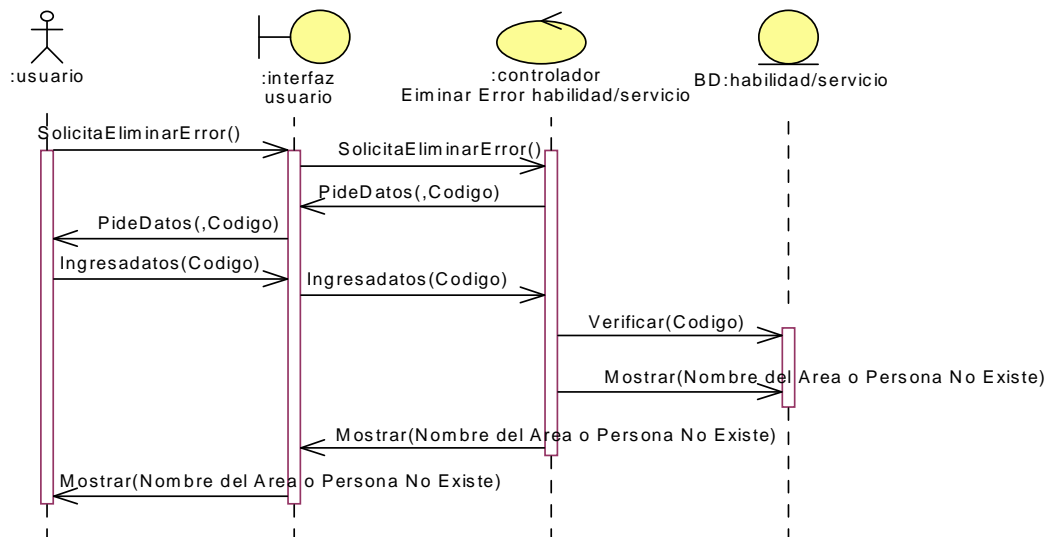 :usuario
:interfaz
usuario
:controlador
Eiminar Error habilidad/servicio
BD:habilidad/servicio
SolicitaEliminarError()
SolicitaEliminarError()
PideDatos(,Codigo)
PideDatos(,Codigo)
Ingresadatos(Codigo)
Ingresadatos(Codigo)
Verificar(Codigo)
Mostrar(Nombre del Area o Persona No Existe)
Mostrar(Nombre del Area o Persona No Existe)
Mostrar(Nombre del Area o Persona No Existe)